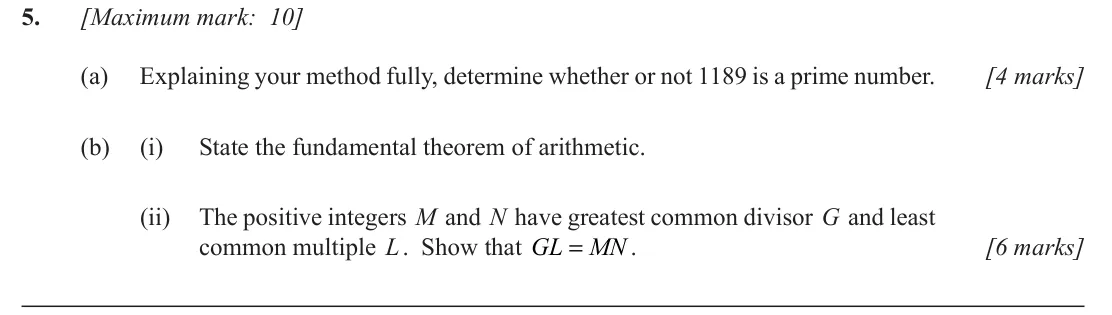 5. [Maximum mark: 10]
(a) Explaining your method fully, determine whether or not 1189 is a prime number. [4 marks]
(b) (i) State the fundamental theorem of arithmetic.
(ii) The positive integers M and N have greatest common divisor G and least
common multiple L. Show that GL = MN. [6 marks]